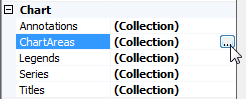 Chart
Annotations (Collection)
ChartAreas (Collection) ...
Legends (Collection)
Series (Collection)
Titles (Collection)